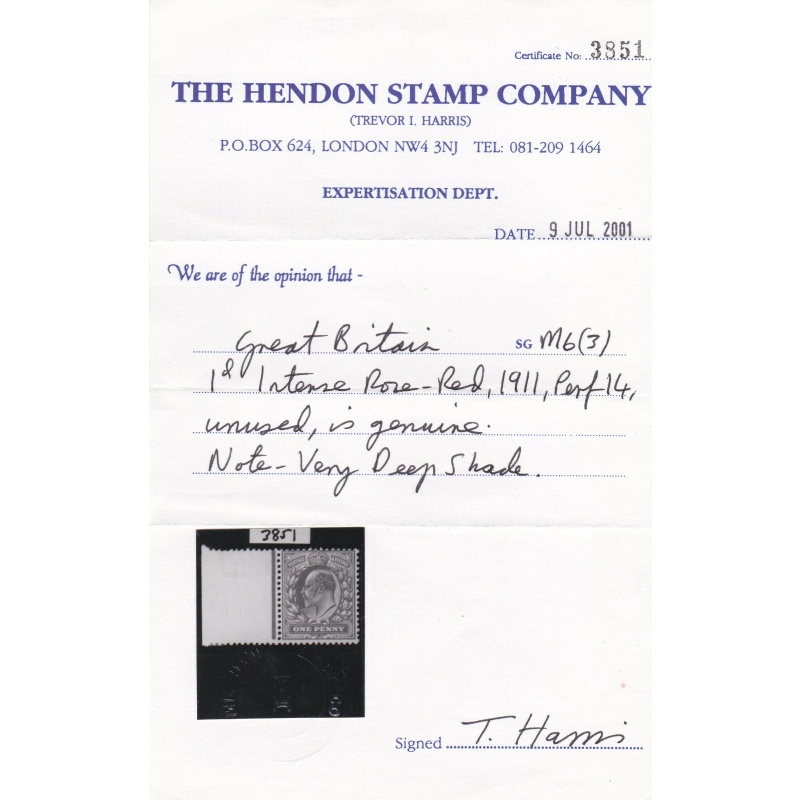 Certificate No: 3851
THE HENDON STAMP COMPANY
(TREVOR I. HARRIS)
P.O.BOX 624, LONDON NW4 3NJ TEL: 081-209 1464
EXPERTISATION DEPT.
DATE 9 JUL 2001
We are of the opinion that -
Great Britain SG M6(3)
1d Intense Rose-Red, 1911, Perf 14,
unused, is genuine.
Note - Very Deep Shade.
3851
ONE PENNY
Signed T. Harris